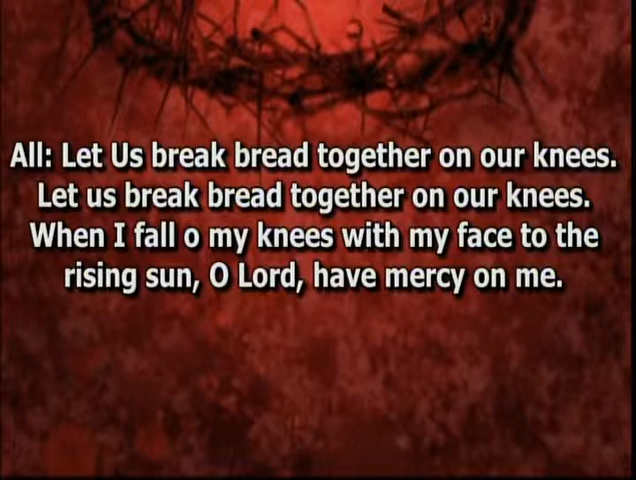 All: Let Us break bread together on our knees.
Let us break bread together on our knees.
When I fall o my knees with my face to the
rising sun, O Lord, have mercy on me.